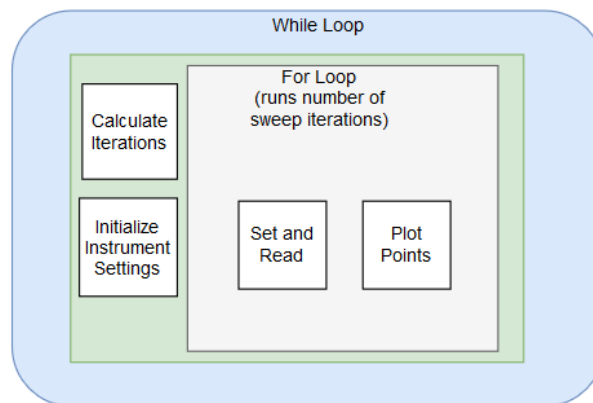 While Loop
For Loop
(runs number of
sweep iterations)
Calculate
Iterations
Initialize
Instrument
Settings
Set and
Read
Plot
Points